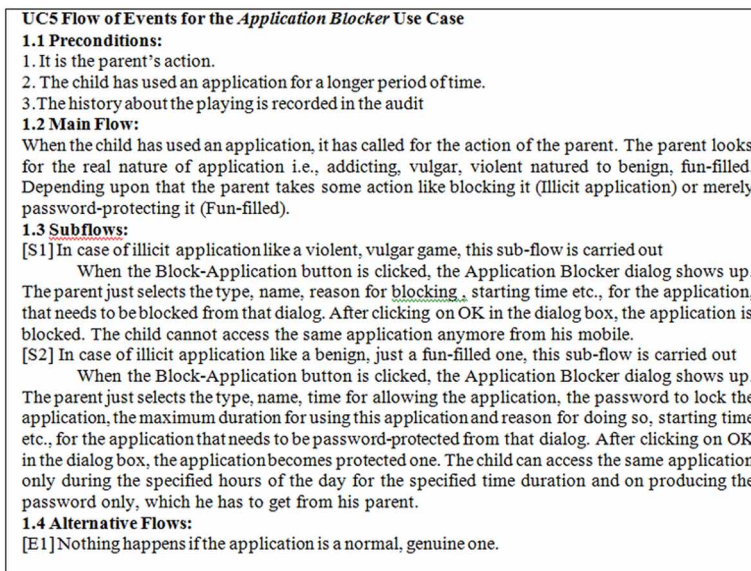 UC5 Flow of Events for the Application Blocker Use Case
1.1 Preconditions:
1. It is the parent's action.
2. The child has used an application for a longer period of time.
3.The history about the playing is recorded in the audit
1.2 Main Flow:
When the child has used an application, it has called for the action of the parent. The parent looks
for the real nature of application i.e., addicting, vulgar, violent natured to benign, fun-filled.
Depending upon that the parent takes some action like blocking it (Illicit application) or merely
password-protecting it (Fun-filled).
1.3 Subflows:
[S1] In case of illicit application like a violent, vulgar game, this sub-flow is carried out
When the Block-Application button is clicked, the Application Blocker dialog shows up.
The parent just selects the type, name, reason for blocking , starting time etc., for the application,
that needs to be blocked from that dialog. After clicking on OK in the dialog box, the application is
blocked. The child cannot access the same application anymore from his mobile.
[S2] In case of illicit application like a benign, just a fun-filled one, this sub-flow is carried out
When the Block-Application button is clicked, the Application Blocker dialog shows up.
The parent just selects the type, name, time for allowing the application, the password to lock the
application, the maximum duration for using this application and reason for doing so, starting time
etc., for the application that needs to be password-protected from that dialog. After clicking on OK
in the dialog box, the application becomes protected one. The child can access the same application
only during the specified hours of the day for the specified time duration and on producing the
password only, which he has to get from his parent.
1.4 Alternative Flows:
[E1] Nothing happens if the application is a normal, genuine one.